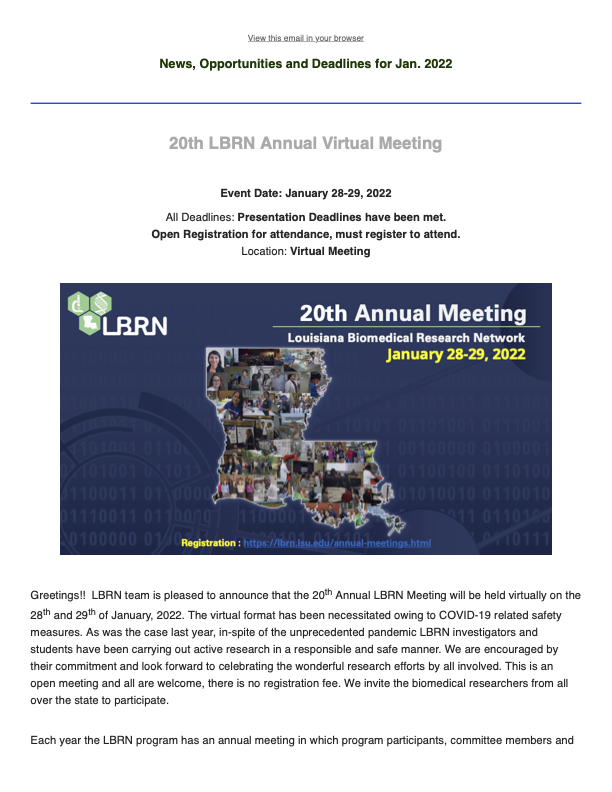 View this email in your browser
News, Opportunities and Deadlines for Jan. 2022
20th LBRN Annual Virtual Meeting
Event Date: January 28-29, 2022
All Deadlines: Presentation Deadlines have been met.
Open Registration for attendance, must register to attend.
Location: Virtual Meeting
LBRN
20th Annual Meeting
Louisiana Biomedical Research Network
January 28-29, 2022
Registration : https://lbrn.lsu.edu/annual-meetings.html
Greetings!!  LBRN team is pleased to announce that the 20th Annual LBRN Meeting will be held virtually on the
28th and 29th of January, 2022. The virtual format has been necessitated owing to COVID-19 related safety
measures. As was the case last year, in-spite of the unprecedented pandemic LBRN investigators and
students have been carrying out active research in a responsible and safe manner. We are encouraged by
their commitment and look forward to celebrating the wonderful research efforts by all involved. This is an
open meeting and all are welcome, there is no registration fee. We invite the biomedical researchers from all
over the state to participate.
Each year the LBRN program has an annual meeting in which program participants, committee members and